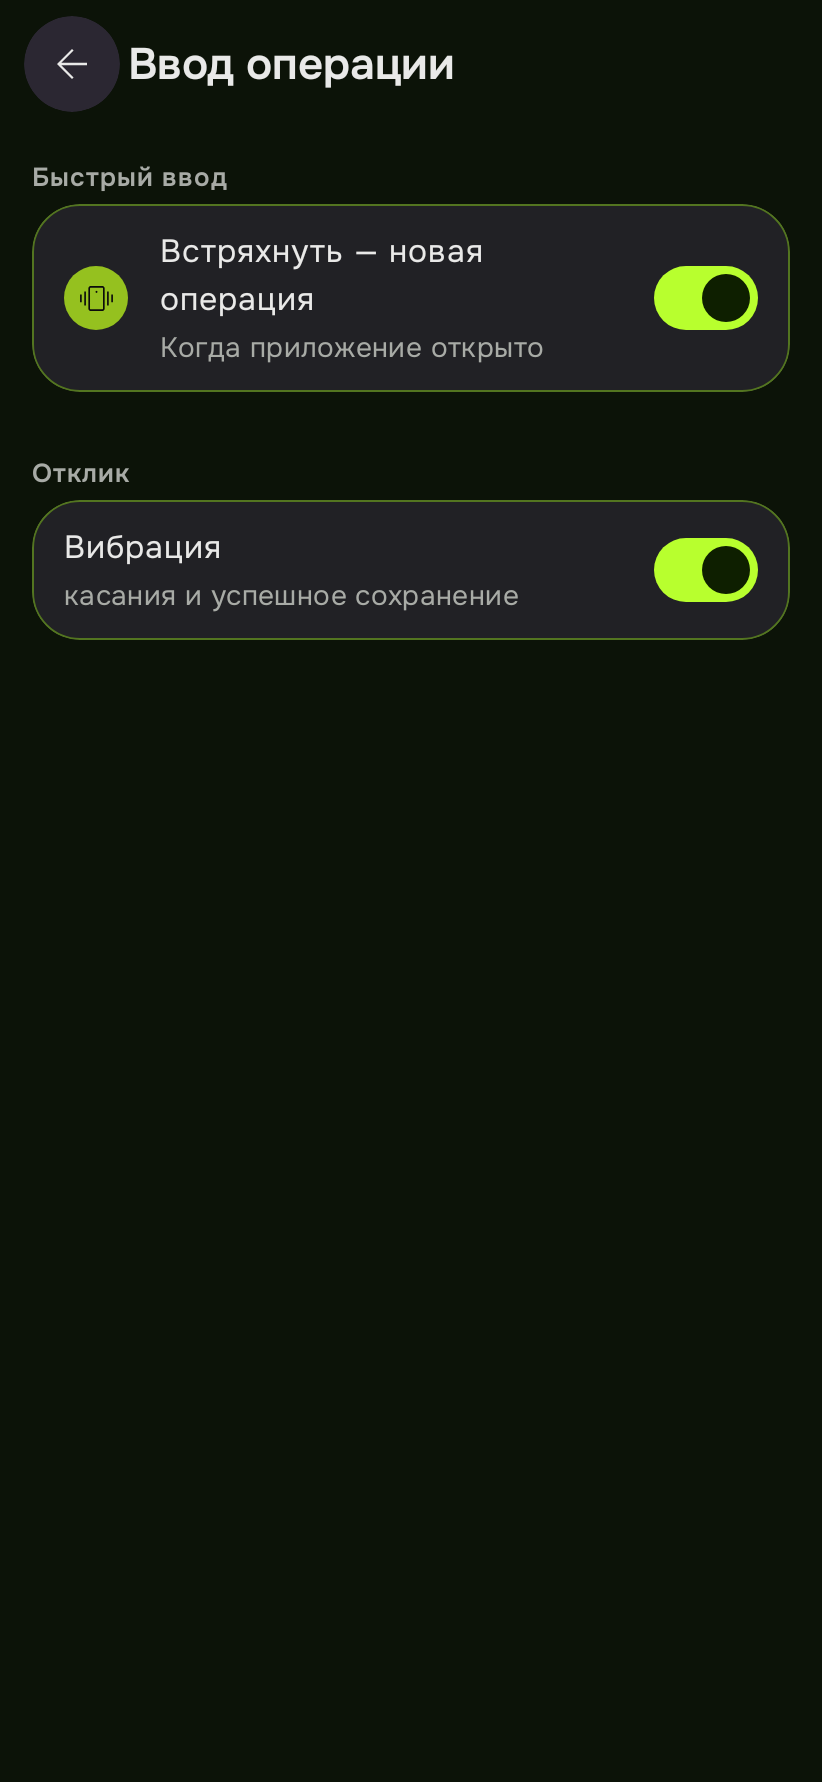 Ввод операции
Быстрый ввод
Встряхнуть — новая
операция
Когда приложение открыто
Отклик
Вибрация
касания и успешное сохранение